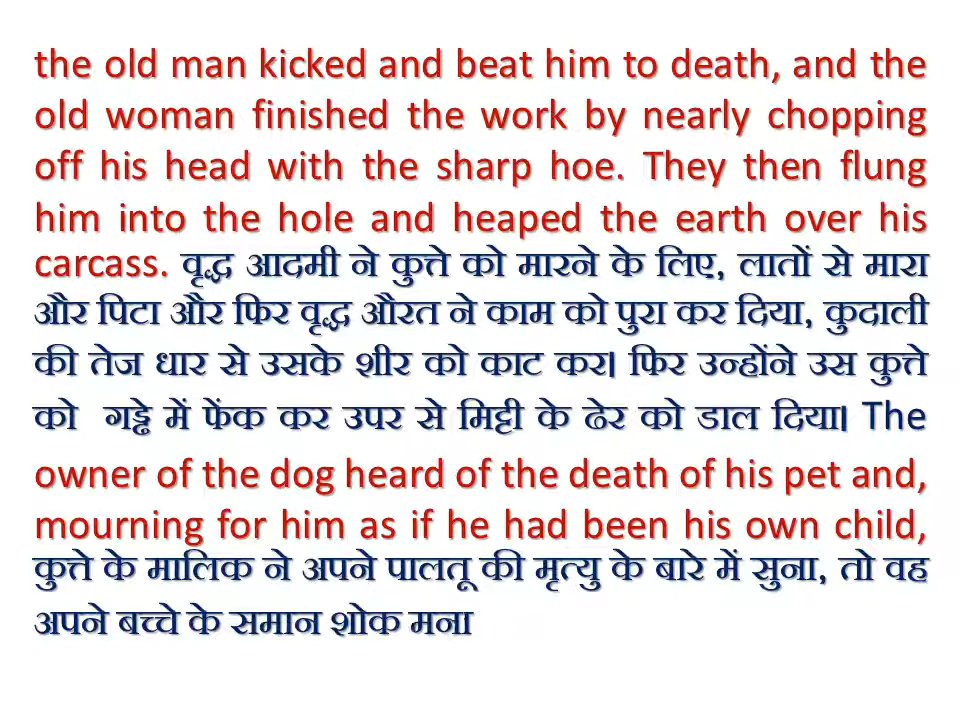 the old man kicked and beat him to death, and the
old woman finished the work by nearly chopping
off his head with the sharp hoe. They then flung
him into the hole and heaped the earth over his
carcass. वृद्ध आदमी ने कुत्ते को मारने के लिए, लातों से मारा
और पिटा और फिर वृद्ध औरत ने काम को पुरा कर दिया, कुदाली
की तेज धार से उसके शीर को काट कर। फिर उन्होंने उस कुत्ते
को गड्ढे में फेंक कर उपर से मिट्टी के ढेर को डाल दिया। The
owner of the dog heard of the death of his pet and,
mourning for him as if he had been his own child,
कुत्ते के मालिक ने अपने पालतू की मृत्यु के बारे में सुना, तो वह
अपने बच्चे के समान शोक मना